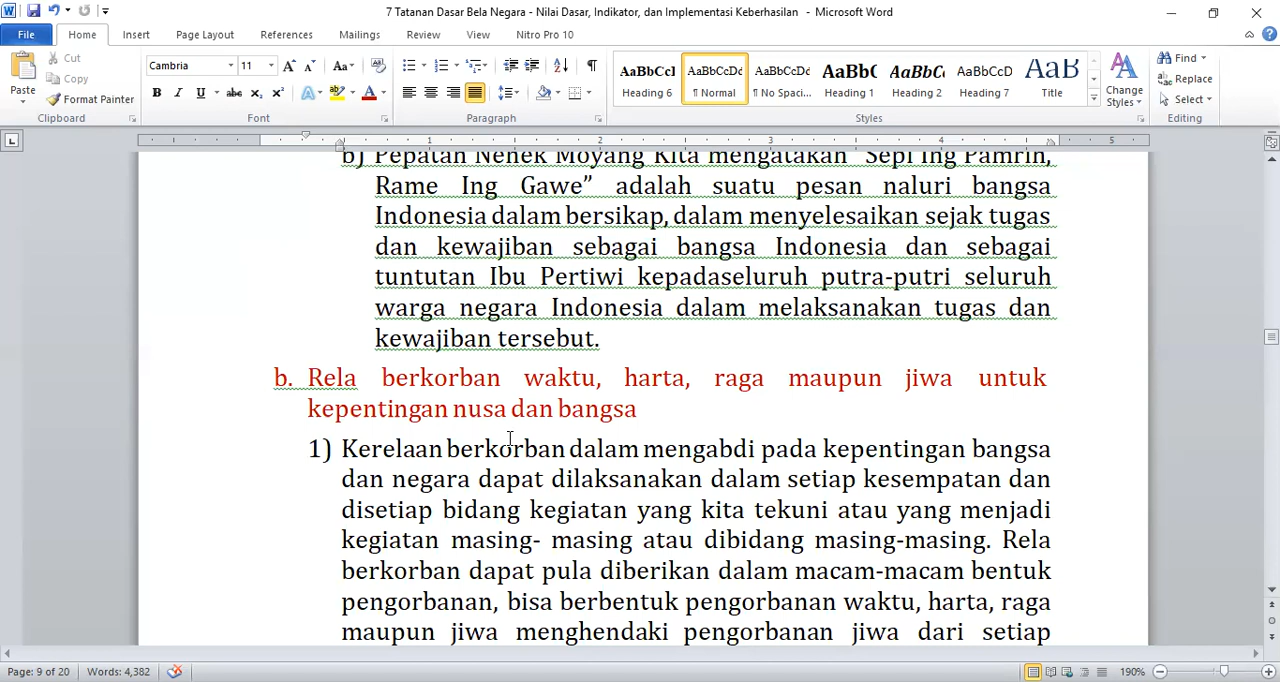 7 Tatanan Dasar Bela Negara - Nilai Dasar, Indikator, dan Implementasi Keberhasilan - Microsoft Word
File Home Insert Page Layout References Mailings Review View Nitro Pro 10
Paste
Cut
Copy
Format Painter
Clipboard
Cambria 11
Font
Paragraph
AaBbCcI AaBbCcDc AaBbCcDc AaBb( AaBbCc AaBbCcD AaB
Heading 6 ¶ Normal ¶ No Spaci... Heading 1 Heading 2 Heading 7 Title
Change Styles
Styles
Find
Replace
Select
Editing
1 2 3 4 5
b) Pepatah Nenek Moyang Kita mengatakan “Sepi Ing Pamrih,
Rame Ing Gawe” adalah suatu pesan naluri bangsa
Indonesia dalam bersikap, dalam menyelesaikan sejak tugas
dan kewajiban sebagai bangsa Indonesia dan sebagai
tuntutan Ibu Pertiwi kepadaseluruh putra-putri seluruh
warga negara Indonesia dalam melaksanakan tugas dan
kewajiban tersebut.
b. Rela berkorban waktu, harta, raga maupun jiwa untuk
kepentingan nusa dan bangsa
1) Kerelaan berkorban dalam mengabdi pada kepentingan bangsa
dan negara dapat dilaksanakan dalam setiap kesempatan dan
disetiap bidang kegiatan yang kita tekuni atau yang menjadi
kegiatan masing- masing atau dibidang masing-masing. Rela
berkorban dapat pula diberikan dalam macam-macam bentuk
pengorbanan, bisa berbentuk pengorbanan waktu, harta, raga
maupun jiwa menghendaki pengorbanan jiwa dari setiap
Page: 9 of 20 Words: 4,382 190%